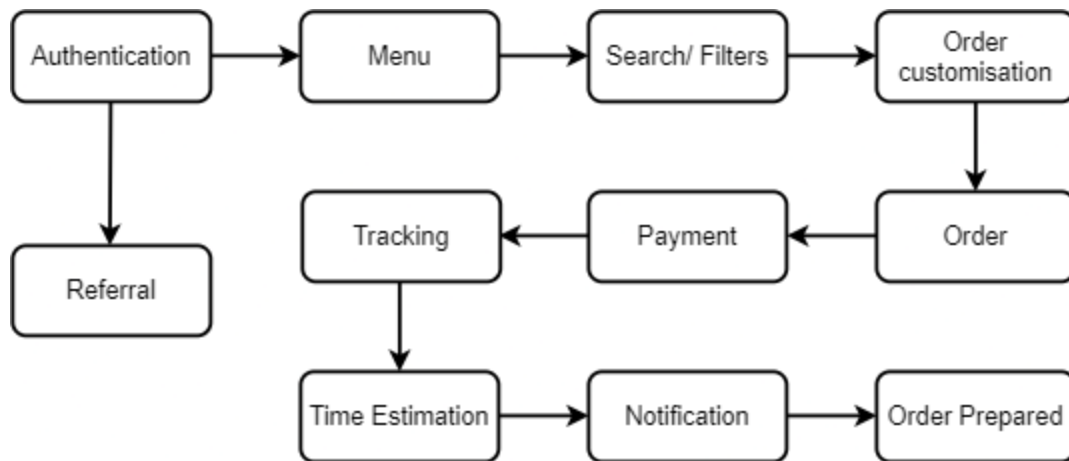 Authentication
Menu
Search/ Filters
Order
customisation
Tracking
Payment
Order
Referral
Time Estimation
Notification
Order Prepared